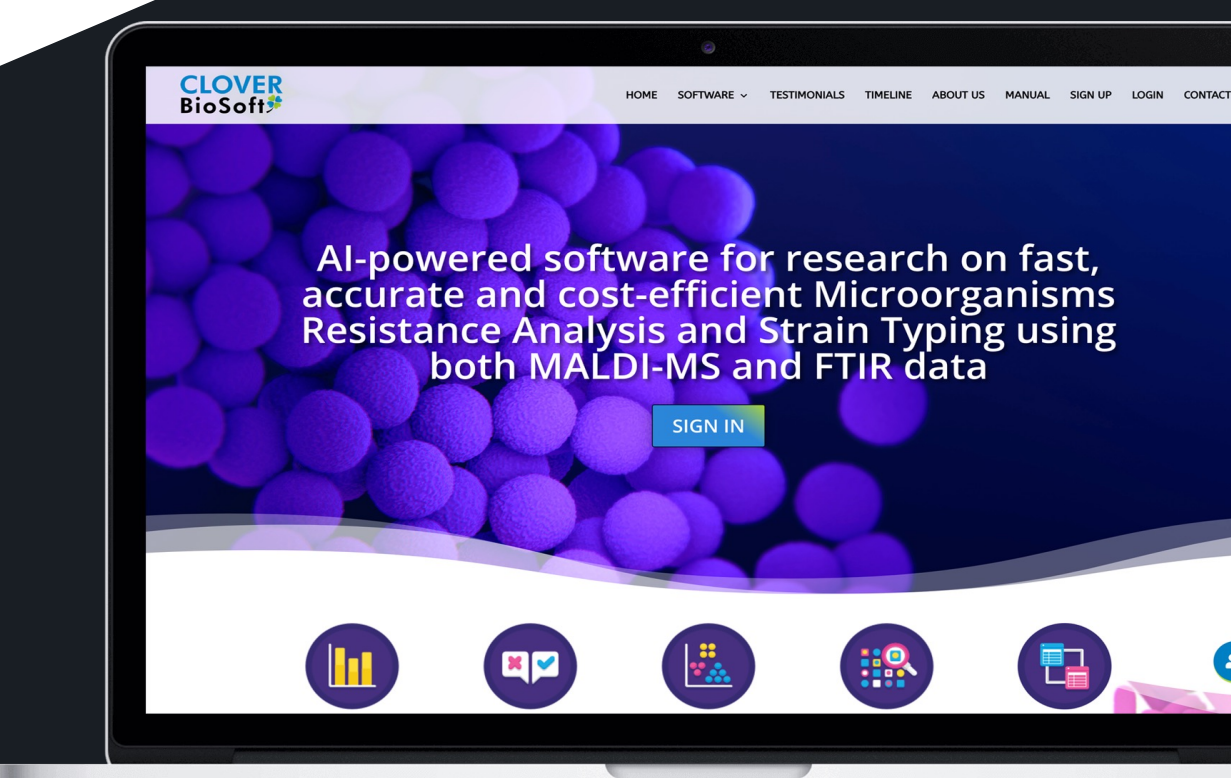 CLOVER
BioSoft
HOME SOFTWARE TESTIMONIALS TIMELINE ABOUT US MANUAL SIGN UP LOGIN CONTACT
AI-powered software for research on fast,
accurate and cost-efficient Microorganisms
Resistance Analysis and Strain Typing using
both MALDI-MS and FTIR data
SIGN IN